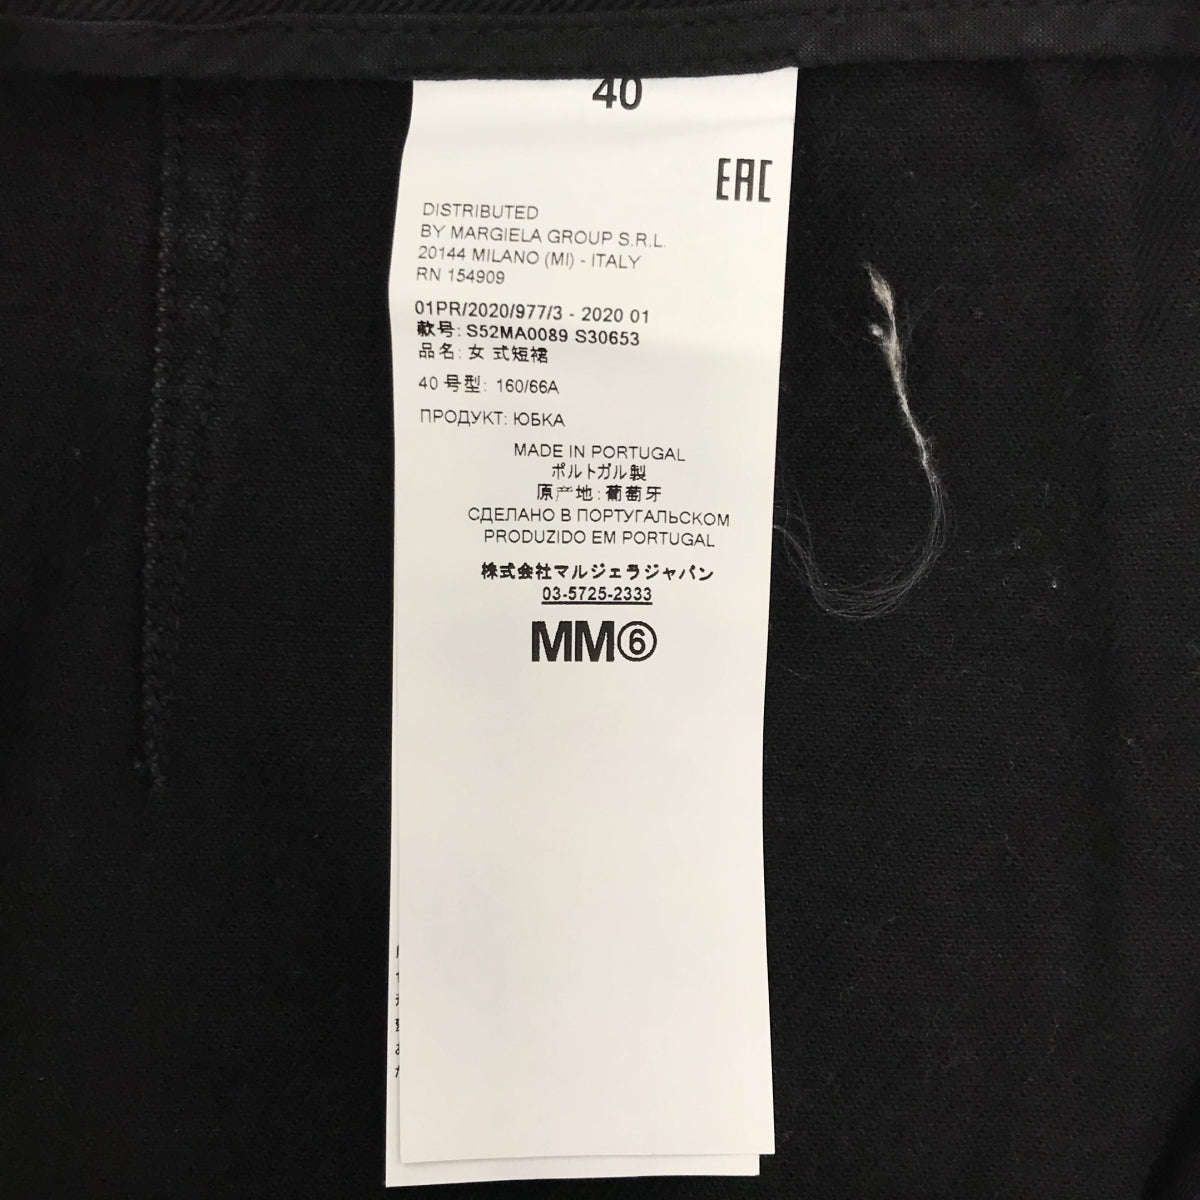 40
EAC
DISTRIBUTED
BY MARGIELA GROUP S.R.L.
20144 MILANO (MI) - ITALY
RN 154909
01PR/2020/977/3 - 2020 01
款号: S52MA0089 S30653
品名: 女 式短裙
40 号型: 160/66A
ПРОДУКТ: ЮБКА
MADE IN PORTUGAL
ポルトガル製
原产地: 葡萄牙
СДЕЛАНО В ПОРТУГАЛЬСКОМ
PRODUZIDO EM PORTUGAL
株式会社マルジェラジャパン
03-5725-2333
MM⑥